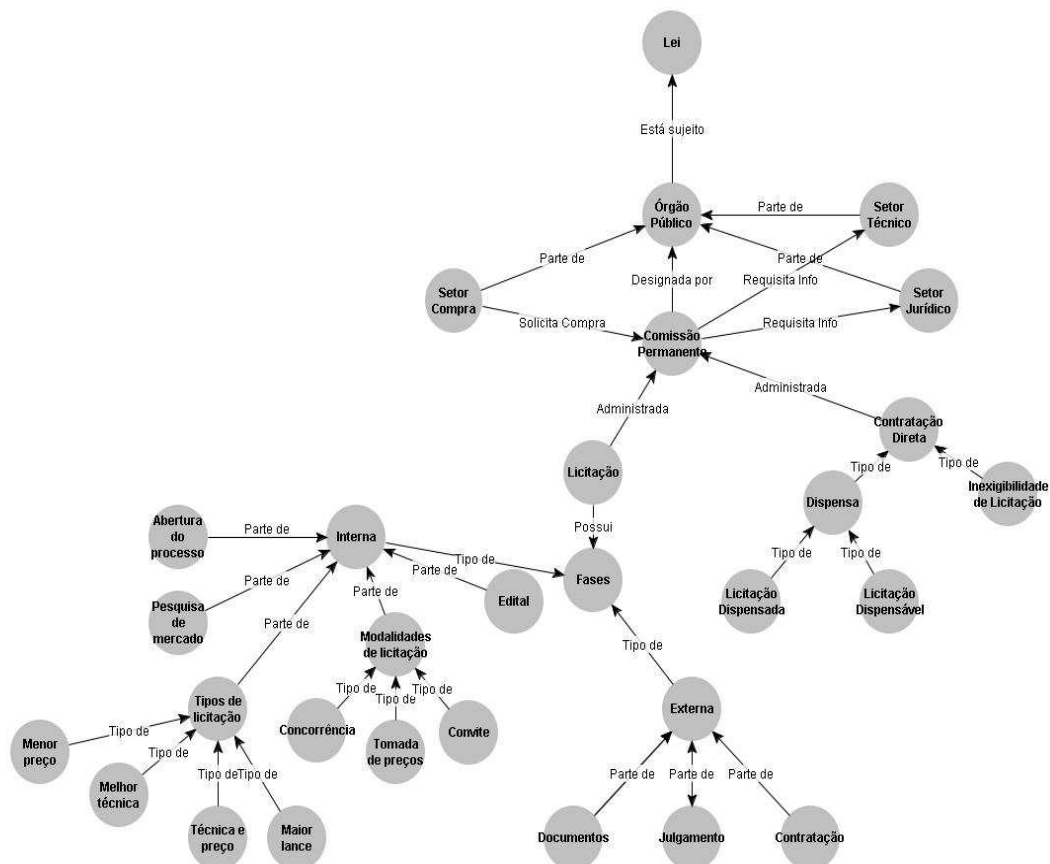 Lei
Está sujeito
Órgão
Público
Parte de
Setor
Técnico
Parte de
Parte de
Designada por
Requisita Info
Setor
Compra
Setor
Jurídico
Solicita Compra
Comissão
Permanente
Requisita Info
Administrada
Administrada
Contratação
Direta
Licitação
Tipo de
Tipo de
Dispensa
Inexigibilidade
de Licitação
Possui
Abertura
do
processo
Parte de
Interna
Tipo de
Parte de
Fases
Tipo de
Tipo de
Parte de
Parte de
Edital
Licitação
Dispensada
Licitação
Dispensável
Pesquisa
de
mercado
Parte de
Modalidades
de licitação
Tipo de
Tipo de
Tipo de
Tipo de
Tipos de
licitação
Externa
Concorrência
Tomada
de preços
Convite
Menor
preço
Tipo de
Tipo de
Tipo de
Tipo de
Melhor
técnica
Parte de
Parte de
Parte de
Técnica e
preço
Maior
lance
Documentos
Julgamento
Contratação